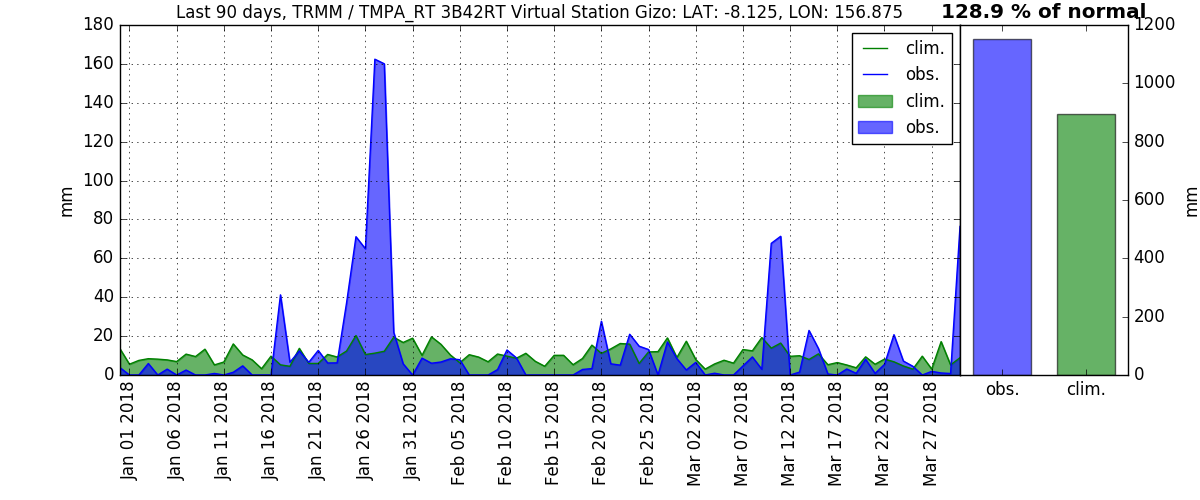 Last 90 days, TRMM / TMPA_RT 3B42RT Virtual Station Gizo: LAT: -8.125, LON: 156.875
128.9 % of normal
180
160
140
120
100
80
60
40
20
0
mm
clim.
obs.
clim.
obs.
Jan 01 2018
Jan 06 2018
Jan 11 2018
Jan 16 2018
Jan 21 2018
Jan 26 2018
Jan 31 2018
Feb 05 2018
Feb 10 2018
Feb 15 2018
Feb 20 2018
Feb 25 2018
Mar 02 2018
Mar 07 2018
Mar 12 2018
Mar 17 2018
Mar 22 2018
Mar 27 2018
1200
1000
800
600
400
200
0
mm
obs.
clim.